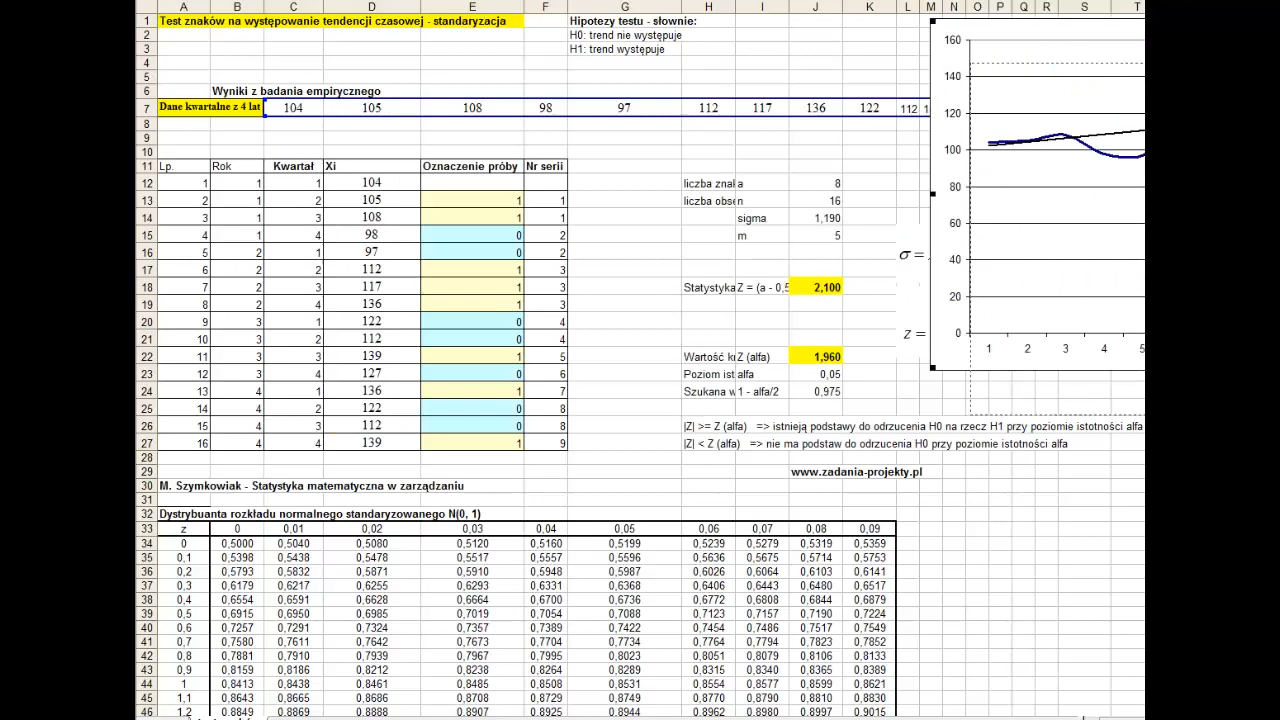 A B C D E F G H I J K L M N O P Q R S T
1 Test znaków na występowanie tendencji czasowej - standaryzacja Hipotezy testu - słownie:
2 H0: trend nie występuje
3 H1: trend występuje
4
5
6 Wyniki z badania empirycznego
7 Dane kwartalne z 4 lat 104 105 108 98 97 112 117 136 122 112 1
8
9
10
11 Lp. Rok Kwartał Xi Oznaczenie próby Nr serii
12 1 1 1 104 liczba znak a 8
13 2 1 2 105 1 1 liczba obse n 16
14 3 1 3 108 1 1 sigma 1,190
15 4 1 4 98 0 2 m 5
16 5 2 1 97 0 2
17 6 2 2 112 1 3
18 7 2 3 117 1 3 Statystyka Z = (a - 0,5 2,100
19 8 2 4 136 1 3
20 9 3 1 122 0 4
21 10 3 2 112 0 4
22 11 3 3 139 1 5 Wartość kr Z (alfa) 1,960
23 12 3 4 127 0 6 Poziom ist alfa 0,05
24 13 4 1 136 1 7 Szukana w 1 - alfa/2 0,975
25 14 4 2 122 0 8
26 15 4 3 112 0 8 |Z| >= Z (alfa) => istnieją podstawy do odrzucenia H0 na rzecz H1 przy poziomie istotności alfa
27 16 4 4 139 1 9 |Z| < Z (alfa) => nie ma podstaw do odrzucenia H0 przy poziomie istotności alfa
28
29 www.zadania-projekty.pl
30 M. Szymkowiak - Statystyka matematyczna w zarządzaniu
31
32 Dystrybuanta rozkładu normalnego standaryzowanego N(0, 1)
33 z 0 0,01 0,02 0,03 0,04 0,05 0,06 0,07 0,08 0,09
34 0 0,5000 0,5040 0,5080 0,5120 0,5160 0,5199 0,5239 0,5279 0,5319 0,5359
35 0,1 0,5398 0,5438 0,5478 0,5517 0,5557 0,5596 0,5636 0,5675 0,5714 0,5753
36 0,2 0,5793 0,5832 0,5871 0,5910 0,5948 0,5987 0,6026 0,6064 0,6103 0,6141
37 0,3 0,6179 0,6217 0,6255 0,6293 0,6331 0,6368 0,6406 0,6443 0,6480 0,6517
38 0,4 0,6554 0,6591 0,6628 0,6664 0,6700 0,6736 0,6772 0,6808 0,6844 0,6879
39 0,5 0,6915 0,6950 0,6985 0,7019 0,7054 0,7088 0,7123 0,7157 0,7190 0,7224
40 0,6 0,7257 0,7291 0,7324 0,7357 0,7389 0,7422 0,7454 0,7486 0,7517 0,7549
41 0,7 0,7580 0,7611 0,7642 0,7673 0,7704 0,7734 0,7764 0,7794 0,7823 0,7852
42 0,8 0,7881 0,7910 0,7939 0,7967 0,7995 0,8023 0,8051 0,8079 0,8106 0,8133
43 0,9 0,8159 0,8186 0,8212 0,8238 0,8264 0,8289 0,8315 0,8340 0,8365 0,8389
44 1 0,8413 0,8438 0,8461 0,8485 0,8508 0,8531 0,8554 0,8577 0,8599 0,8621
45 1,1 0,8643 0,8665 0,8686 0,8708 0,8729 0,8749 0,8770 0,8790 0,8810 0,8830
46 1,2 0,8849 0,8869 0,8888 0,8907 0,8925 0,8944 0,8962 0,8980 0,8997 0,9015
160
140
120
100
80
60
40
20
0
1 2 3 4 5
σ =
z =